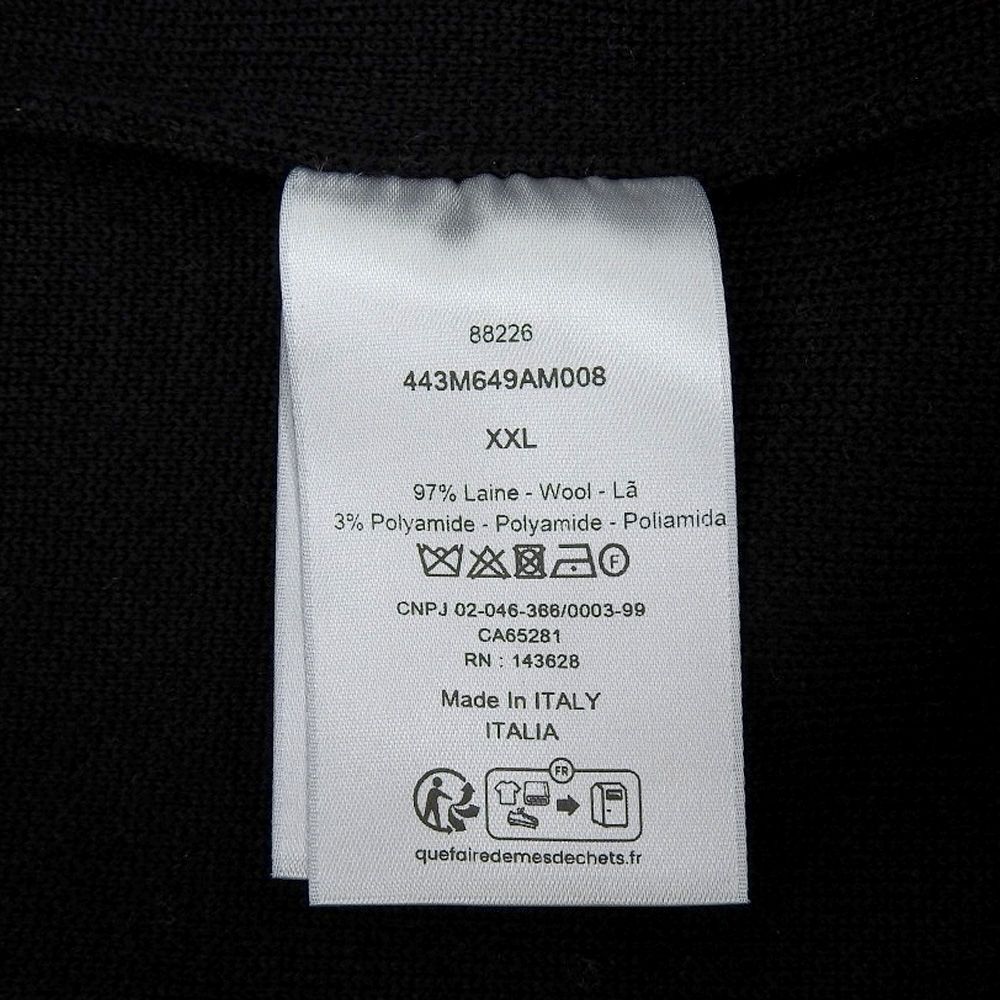 88226
443M649AM008
XXL
97% Laine - Wool - Lã
3% Polyamide - Polyamide - Poliamida
F
CNPJ 02-046-366/0003-99
CA65281
RN : 143628
Made In ITALY
ITALIA
FR
quefairedemesdechets.fr